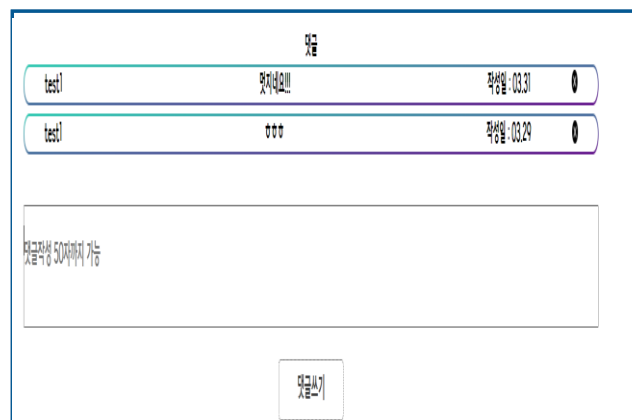 댓글
test1 멋지네요!!! 작성일 : 03.31
test1 ㅎㅎㅎ 작성일 : 03.29
댓글작성 50자까지 가능
댓글쓰기